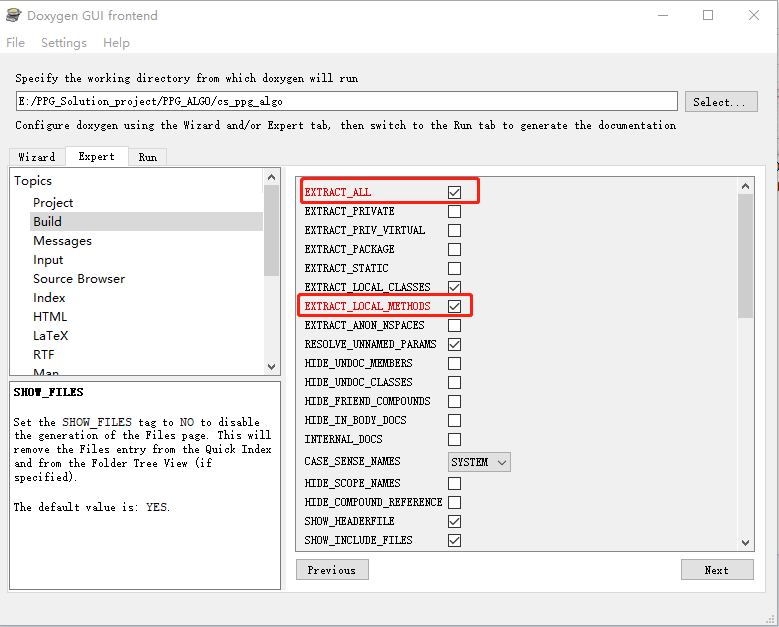 Doxygen GUI frontend
File Settings Help
Specify the working directory from which doxygen will run
E:/PPG_Solution_project/PPG_ALGO/cs_ppg_algo
Select...
Configure doxygen using the Wizard and/or Expert tab, then switch to the Run tab to generate the documentation
Wizard Expert Run
Topics
Project
Build
Messages
Input
Source Browser
Index
HTML
LaTeX
RTF
Man
SHOW_FILES
Set the SHOW_FILES tag to NO to disable
the generation of the Files page. This will
remove the Files entry from the Quick Index
and from the Folder Tree View (if
specified).
The default value is: YES.
EXTRACT_ALL
EXTRACT_PRIVATE
EXTRACT_PRIV_VIRTUAL
EXTRACT_PACKAGE
EXTRACT_STATIC
EXTRACT_LOCAL_CLASSES
EXTRACT_LOCAL_METHODS
EXTRACT_ANON_NSPACES
RESOLVE_UNNAMED_PARAMS
HIDE_UNDOC_MEMBERS
HIDE_UNDOC_CLASSES
HIDE_FRIEND_COMPOUNDS
HIDE_IN_BODY_DOCS
INTERNAL_DOCS
CASE_SENSE_NAMES SYSTEM
HIDE_SCOPE_NAMES
HIDE_COMPOUND_REFERENCE
SHOW_HEADERFILE
SHOW_INCLUDE_FILES
Previous
Next